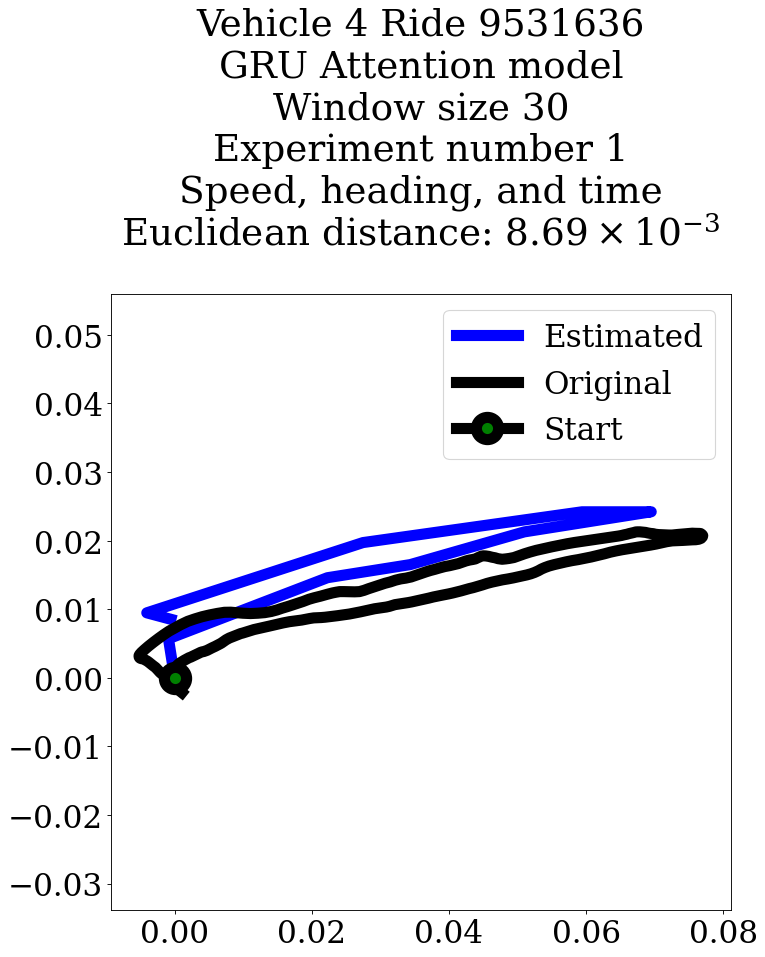 Vehicle 4 Ride 9531636
GRU Attention model
Window size 30
Experiment number 1
Speed, heading, and time
Euclidean distance: 8.69 × 10⁻³
Estimated
Original
Start
0.05
0.04
0.03
0.02
0.01
0.00
−0.01
−0.02
−0.03
0.00 0.02 0.04 0.06 0.08